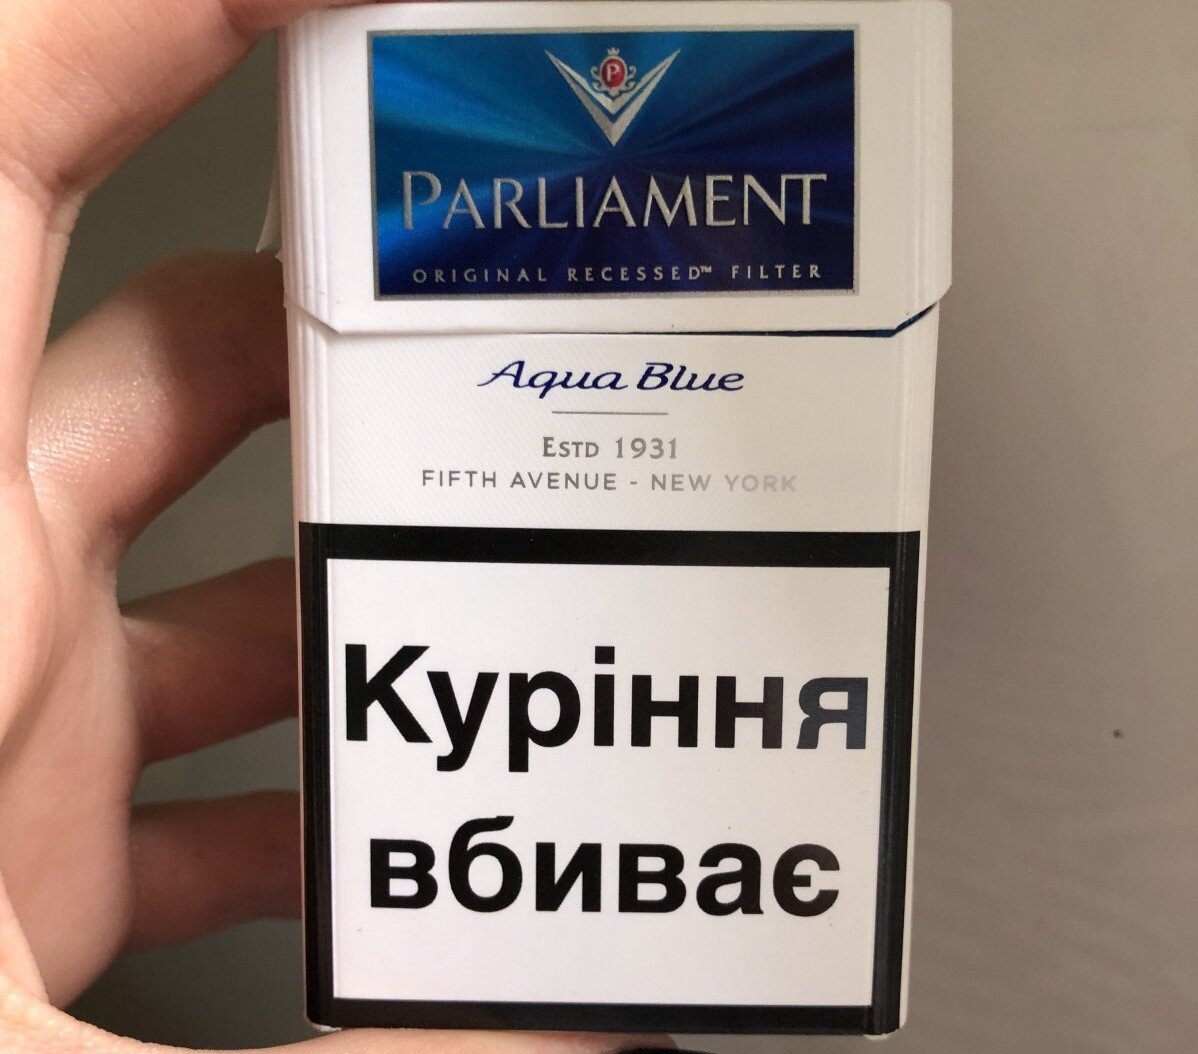 P
PARLIAMENT
ORIGINAL RECESSED™ FILTER
Aqua Blue
ESTD 1931
FIFTH AVENUE - NEW YORK
Куріння
вбиває